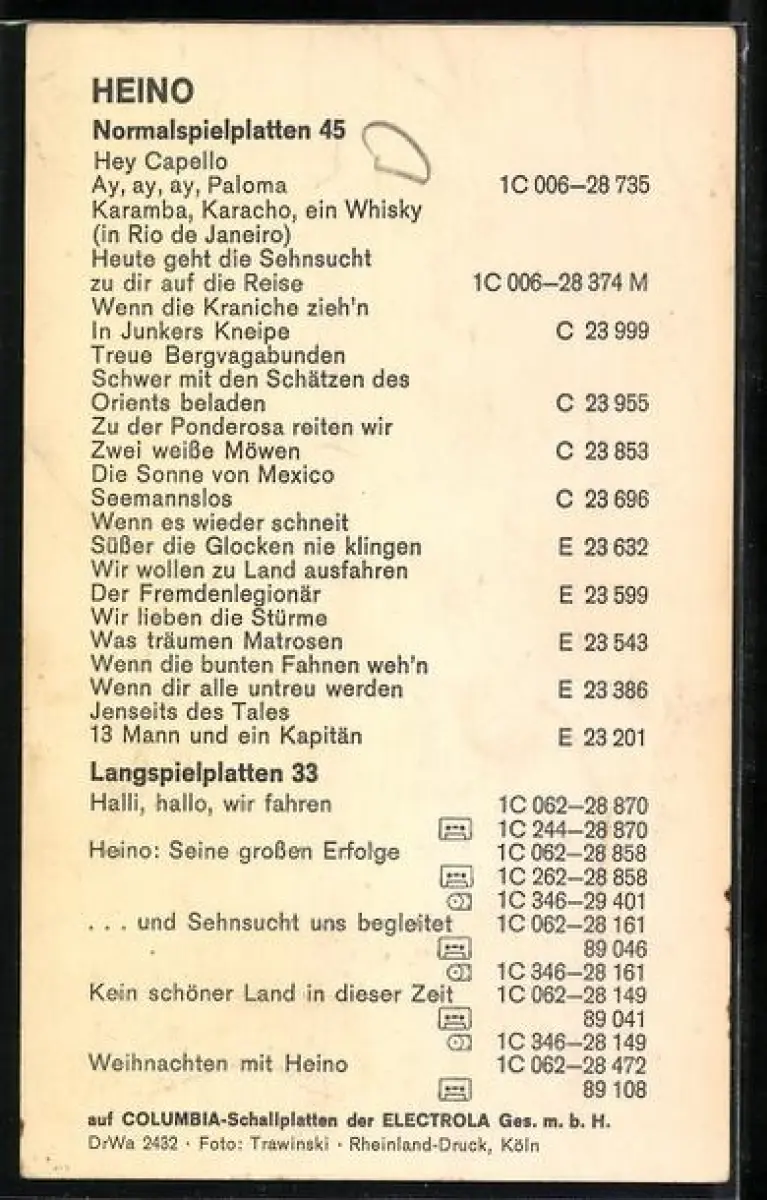 HEINO
Normalspielplatten 45
Hey Capello
Ay, ay, ay, Paloma 1C 006–28 735
Karamba, Karacho, ein Whisky
(in Rio de Janeiro)
Heute geht die Sehnsucht
zu dir auf die Reise 1C 006–28 374 M
Wenn die Kraniche zieh'n
In Junkers Kneipe C 23 999
Treue Bergvagabunden
Schwer mit den Schätzen des
Orients beladen C 23 955
Zu der Ponderosa reiten wir
Zwei weiße Möwen C 23 853
Die Sonne von Mexico
Seemannslos C 23 696
Wenn es wieder schneit
Süßer die Glocken nie klingen E 23 632
Wir wollen zu Land ausfahren
Der Fremdenlegionär E 23 599
Wir lieben die Stürme
Was träumen Matrosen E 23 543
Wenn die bunten Fahnen weh'n
Wenn dir alle untreu werden E 23 386
Jenseits des Tales
13 Mann und ein Kapitän E 23 201
Langspielplatten 33
Halli, hallo, wir fahren 1C 062–28 870
1C 244–28 870
Heino: Seine großen Erfolge 1C 062–28 858
1C 262–28 858
1C 346–29 401
. . . und Sehnsucht uns begleitet 1C 062–28 161
89 046
1C 346–28 161
Kein schöner Land in dieser Zeit 1C 062–28 149
89 041
1C 346–28 149
Weihnachten mit Heino 1C 062–28 472
89 108
auf COLUMBIA-Schallplatten der ELECTROLA Ges. m. b. H.
DrWa 2432 · Foto: Trawinski · Rheinland-Druck, Köln